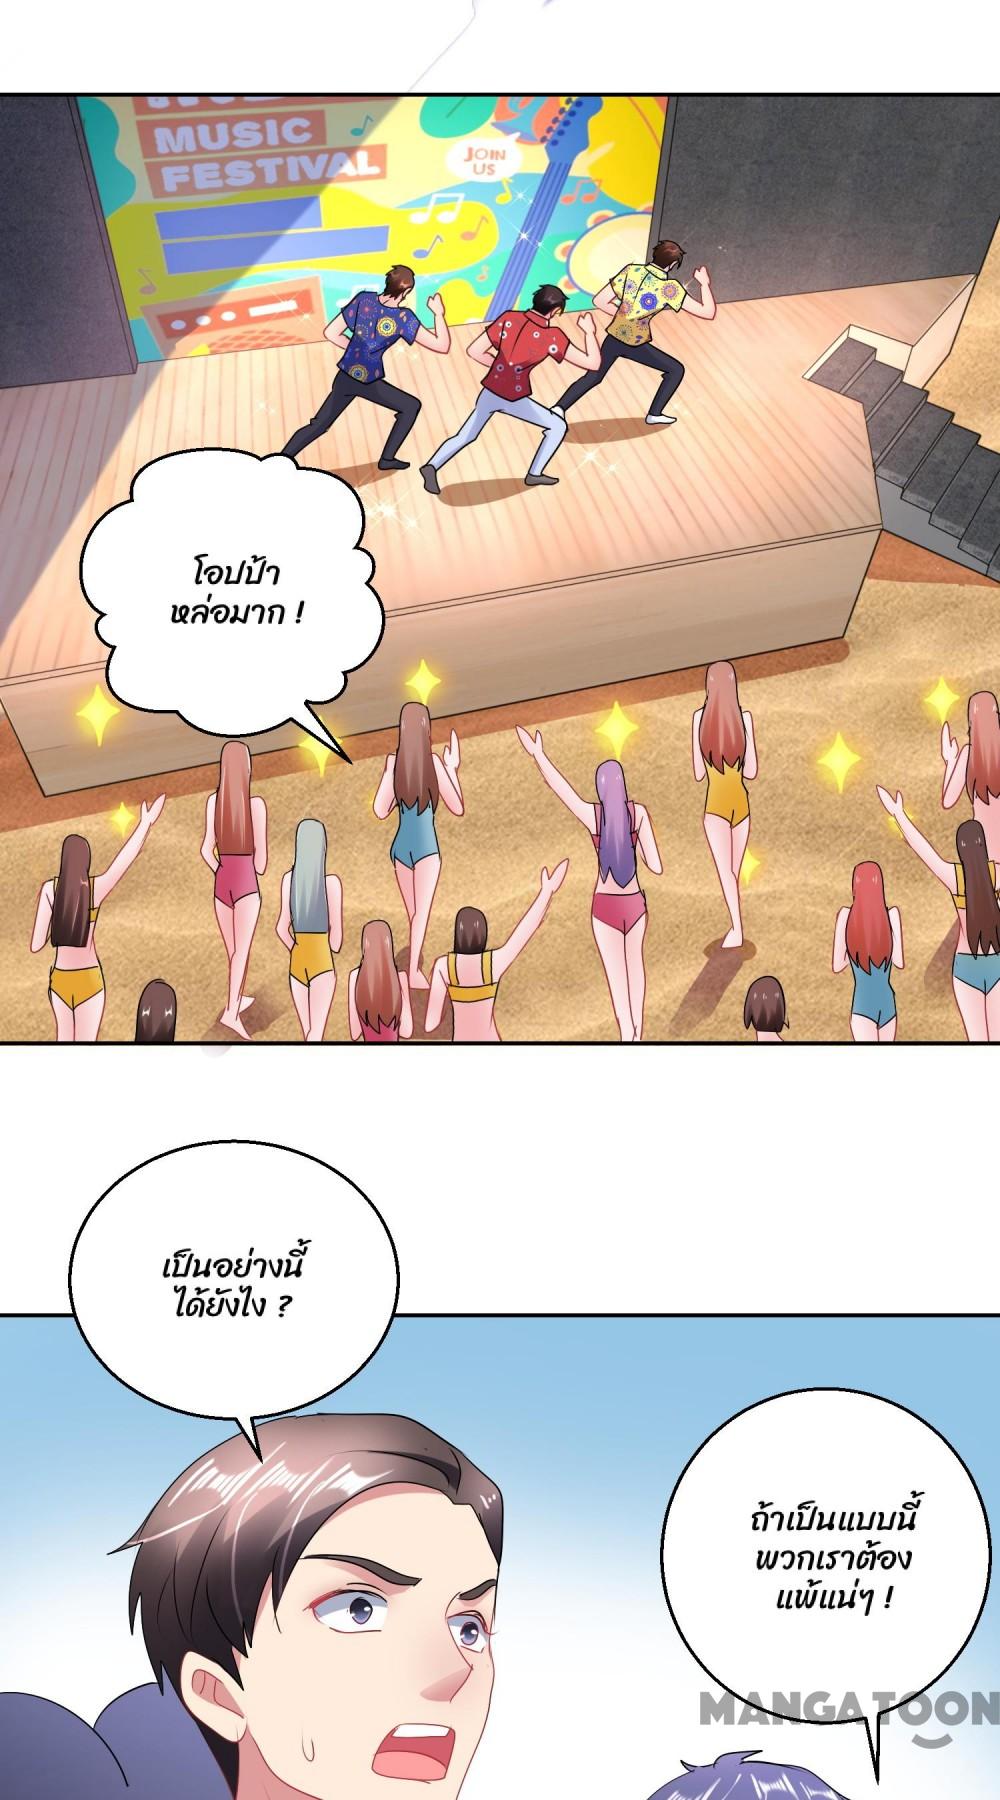 MUSIC
FESTIVAL
JOIN
US
โอปป้า
หล่อมาก !
เป็นอย่างนี้
ได้ยังไง ?
ถ้าเป็นแบบนี้
พวกเราต้อง
แพ้แน่ๆ !
MANGATOON